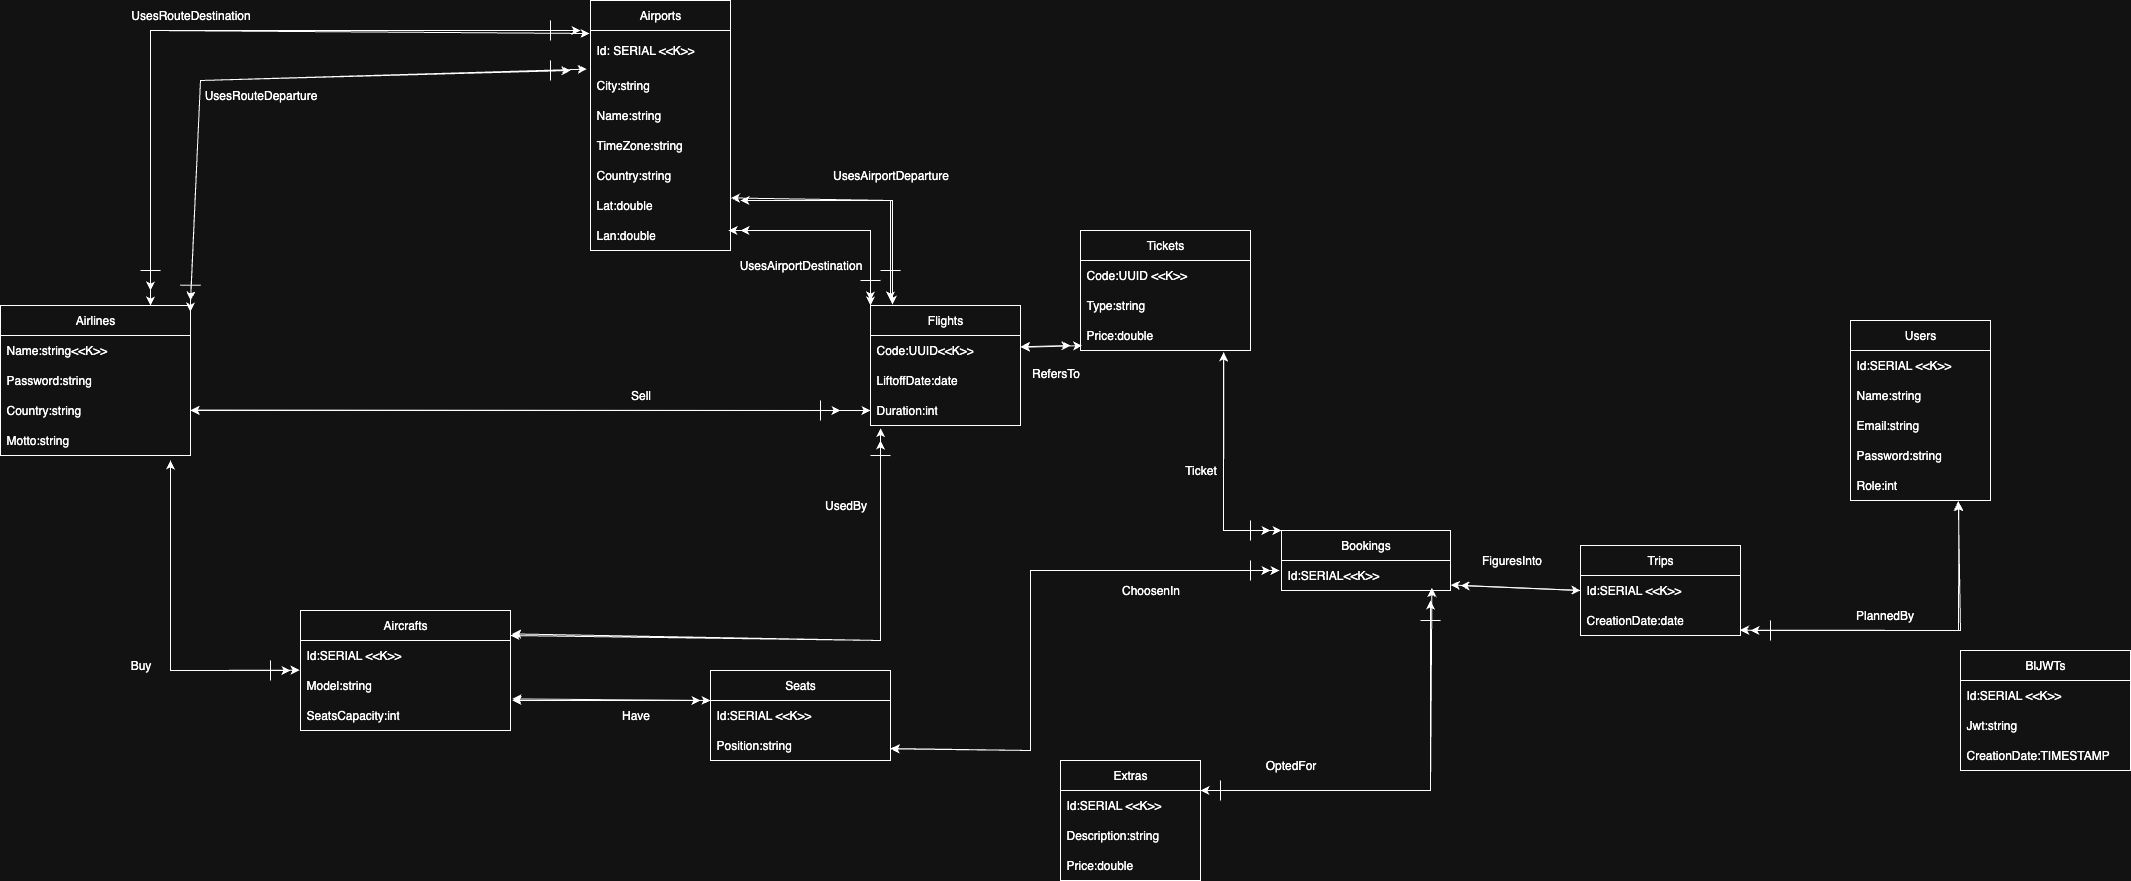 UsesRouteDestination
UsesRouteDeparture
Airports
Id: SERIAL <<K>>
City:string
Name:string
TimeZone:string
Country:string
Lat:double
Lan:double
UsesAirportDeparture
UsesAirportDestination
Tickets
Code:UUID <<K>>
Type:string
Price:double
Airlines
Name:string<<K>>
Password:string
Country:string
Motto:string
Flights
Code:UUID<<K>>
LiftoffDate:date
Duration:int
RefersTo
Users
Id:SERIAL <<K>>
Name:string
Email:string
Password:string
Role:int
Sell
Ticket
UsedBy
Bookings
Id:SERIAL<<K>>
FiguresInto
Trips
Id:SERIAL <<K>>
CreationDate:date
ChoosenIn
PlannedBy
Buy
Aircrafts
Id:SERIAL <<K>>
Model:string
SeatsCapacity:int
Have
Seats
Id:SERIAL <<K>>
Position:string
BlJWTs
Id:SERIAL <<K>>
Jwt:string
CreationDate:TIMESTAMP
OptedFor
Extras
Id:SERIAL <<K>>
Description:string
Price:double